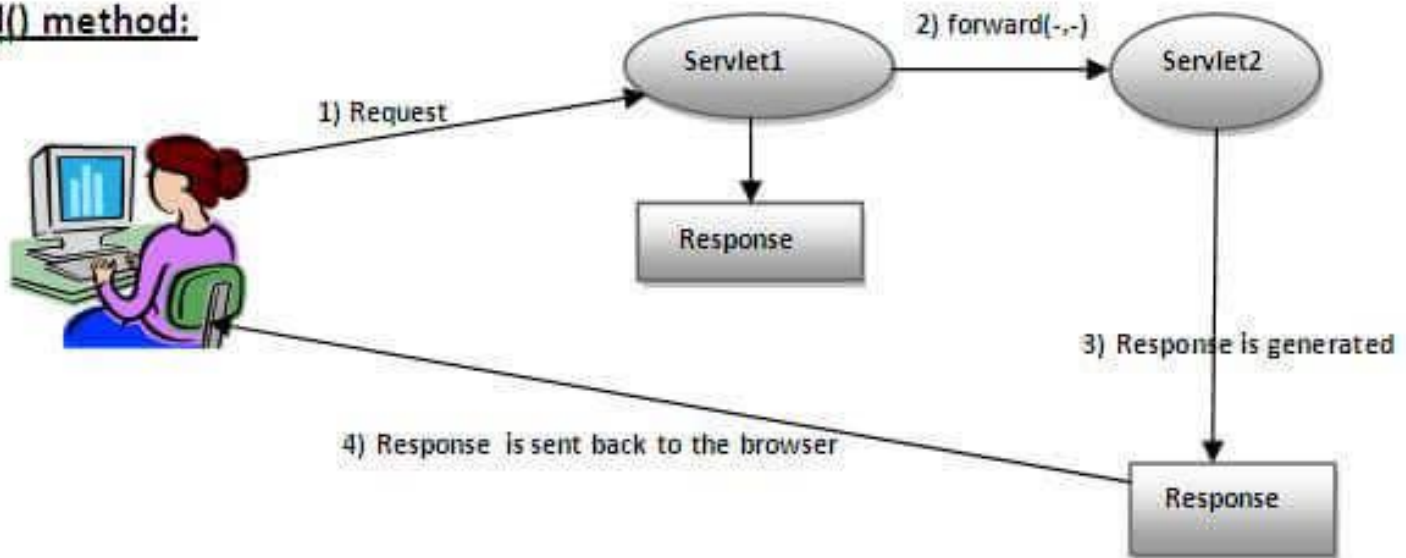 () method:
2) forward(-,-)
Servlet1
Servlet2
1) Request
Response
3) Response is generated
4) Response is sent back to the browser
Response